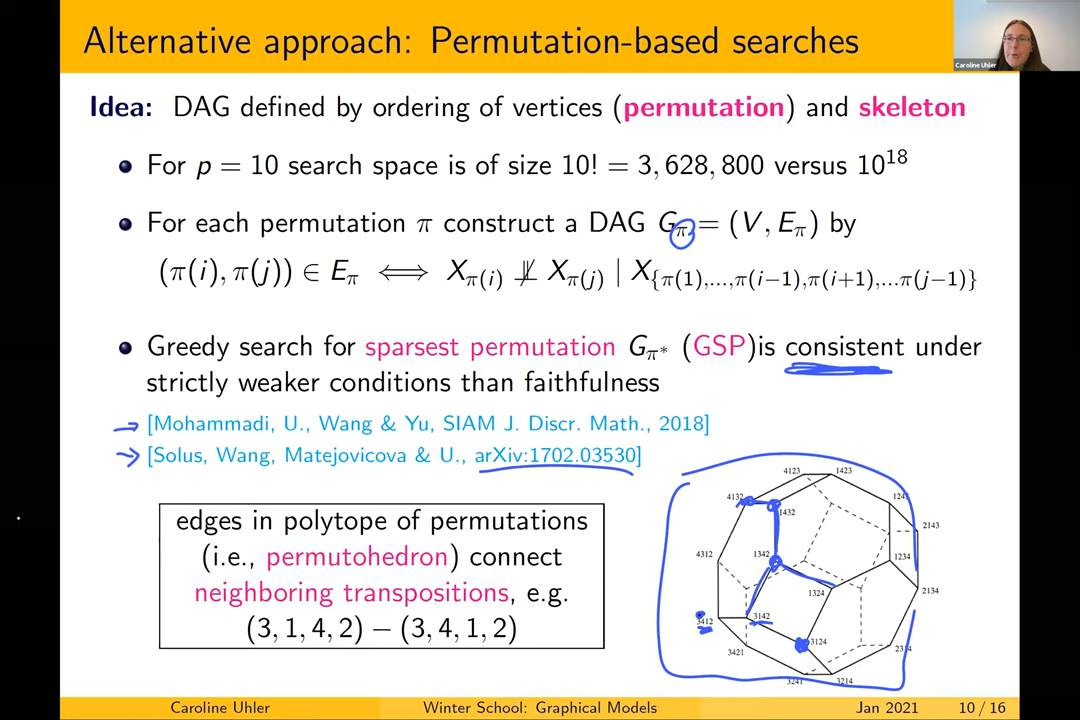 Alternative approach: Permutation-based searches
Caroline Uhler
Idea: DAG defined by ordering of vertices (permutation) and skeleton
For p = 10 search space is of size 10! = 3, 628, 800 versus 10^18
For each permutation π construct a DAG G_π = (V, E_π) by
(π(i), π(j)) ∈ E_π ⟺ X_π(i) ⊥̸⊥ X_π(j) | X_{π(1),...,π(i−1),π(i+1),...π(j−1)}
Greedy search for sparsest permutation G_π* (GSP)is consistent under
strictly weaker conditions than faithfulness
[Mohammadi, U., Wang & Yu, SIAM J. Discr. Math., 2018]
[Solus, Wang, Matejovicova & U., arXiv:1702.03530]
edges in polytope of permutations
(i.e., permutohedron) connect
neighboring transpositions, e.g.
(3, 1, 4, 2) − (3, 4, 1, 2)
4123 1423
4132 1432
2143
4312 1342 1234
1324 2134
3412 3142
3124
3421
3214
Caroline Uhler Winter School: Graphical Models Jan 2021 10 / 16